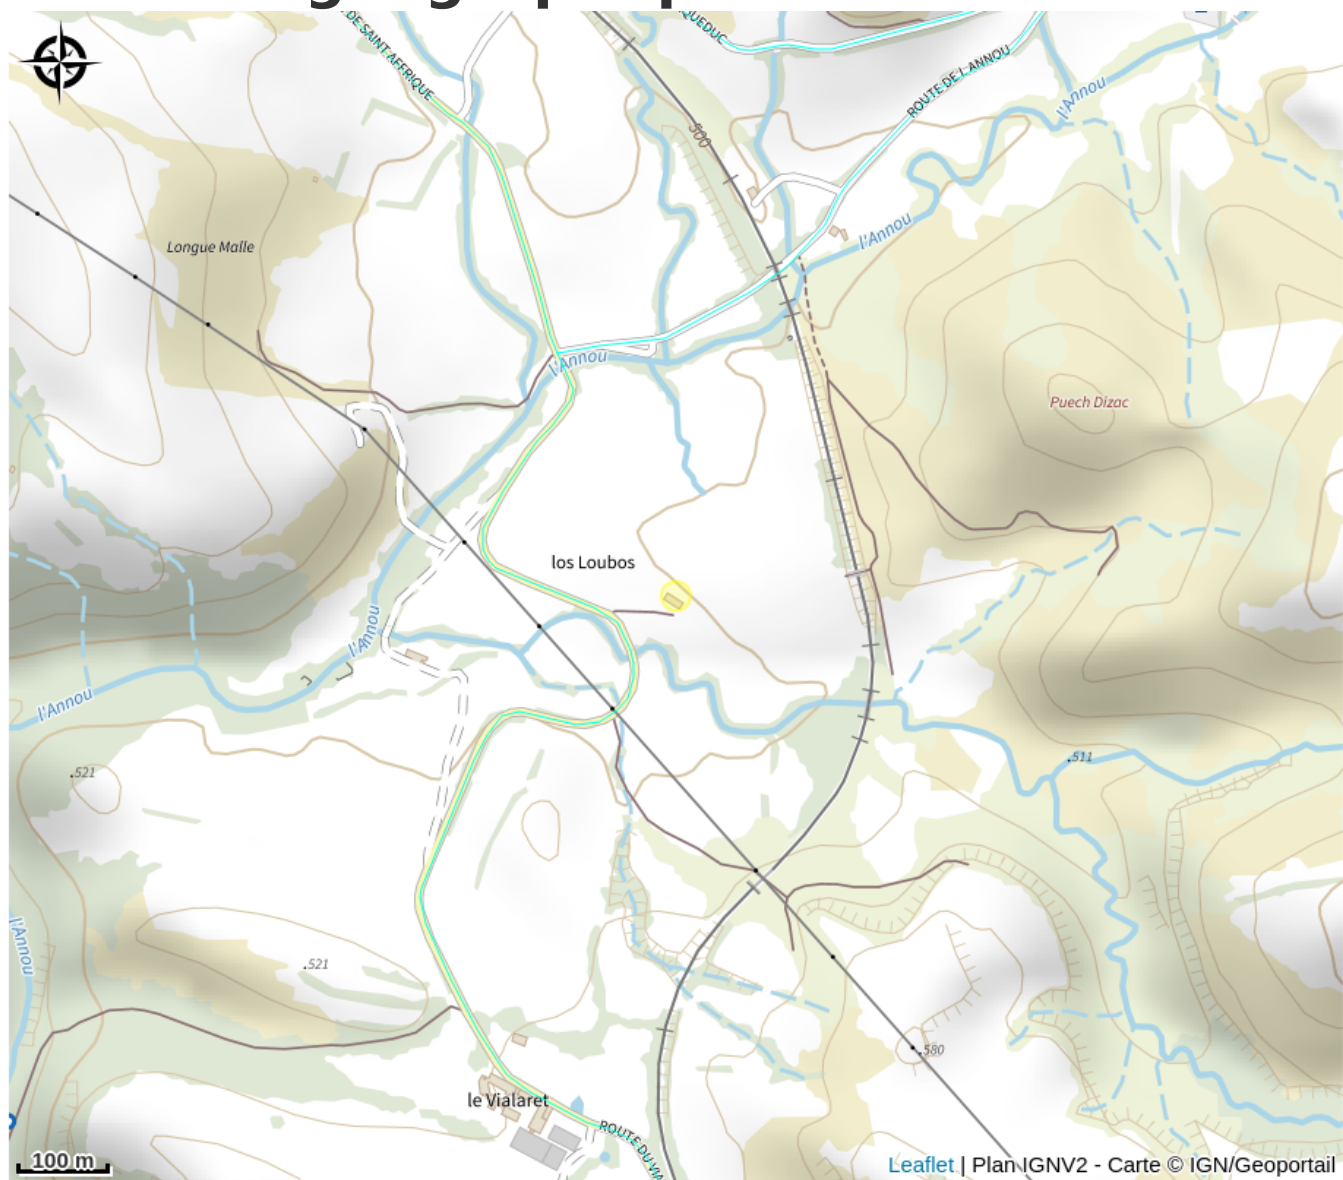 DE SAINT-AFFRIQUE
QUEDUC
ROUTE DE L'ANNOU
l'Annou
500
l'Annou
Longue Malle
l'Annou
Puech Dizac
los Loubos
l'Annou
l'Annou
.511
.521
l'Annou
.521
.580
le Vialaret
ROUTE DU VIA
100 m
Leaflet | Plan IGNV2 - Carte © IGN/Geoportail